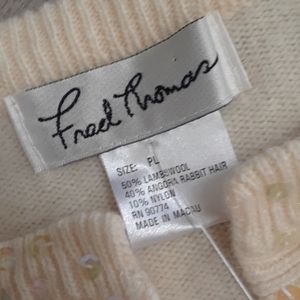 Fred Thomas
SIZE: PL
50% LAMBSWOOL
40% ANGORA RABBIT HAIR
10% NYLON
RN 90774
MADE IN MACAU